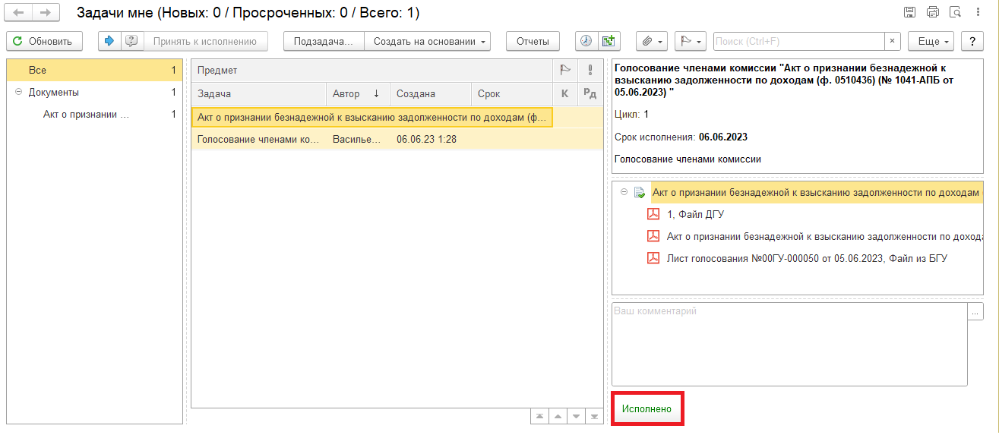 Задачи мне (Новых: 0 / Просроченных: 0 / Всего: 1)
Обновить
Принять к исполнению
Подзадача...
Создать на основании
Отчеты
Поиск (Ctrl+F)
×
Еще
?
Все 1
Документы 1
Акт о признании ... 1
Предмет
Задача Автор ↓ Создана Срок К РД
Акт о признании безнадежной к взысканию задолженности по доходам (ф...
Голосование членами ко... Василье... 06.06.23 1:28
Голосование членами комиссии "Акт о признании безнадежной к
взысканию задолженности по доходам (ф. 0510436) (№ 1041-АПБ от
05.06.2023) "
Цикл: 1
Срок исполнения: 06.06.2023
Голосование членами комиссии
Акт о признании безнадежной к взысканию задолженности по доходам
1, Файл ДГУ
Акт о признании безнадежной к взысканию задолженности по доход
Лист голосования №00ГУ-000050 от 05.06.2023, Файл из БГУ
Ваш комментарий
...
Исполнено